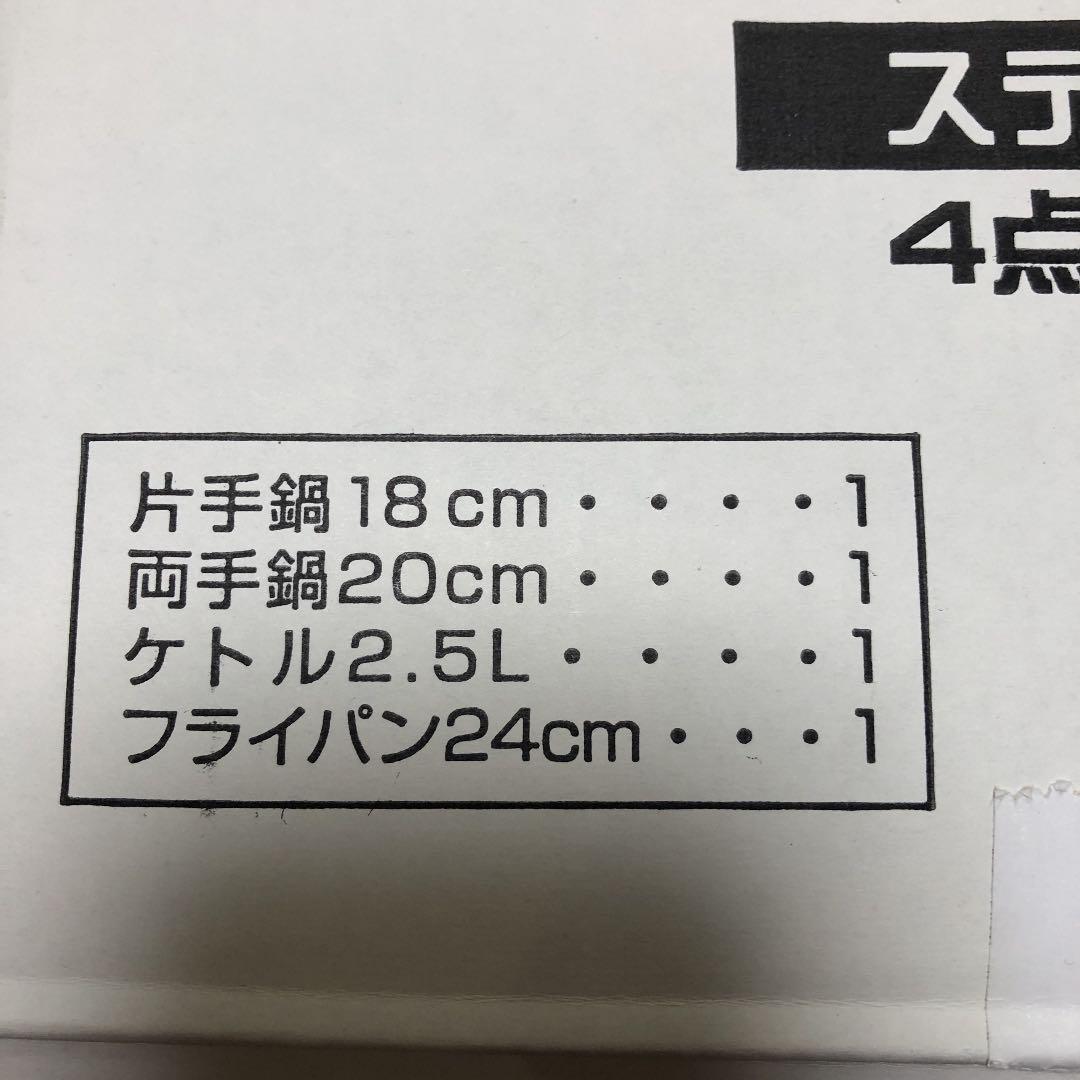 ステ
4点
片手鍋18cm・・・・1
両手鍋20cm・・・・1
ケトル2.5L・・・・1
フライパン24cm・・・1